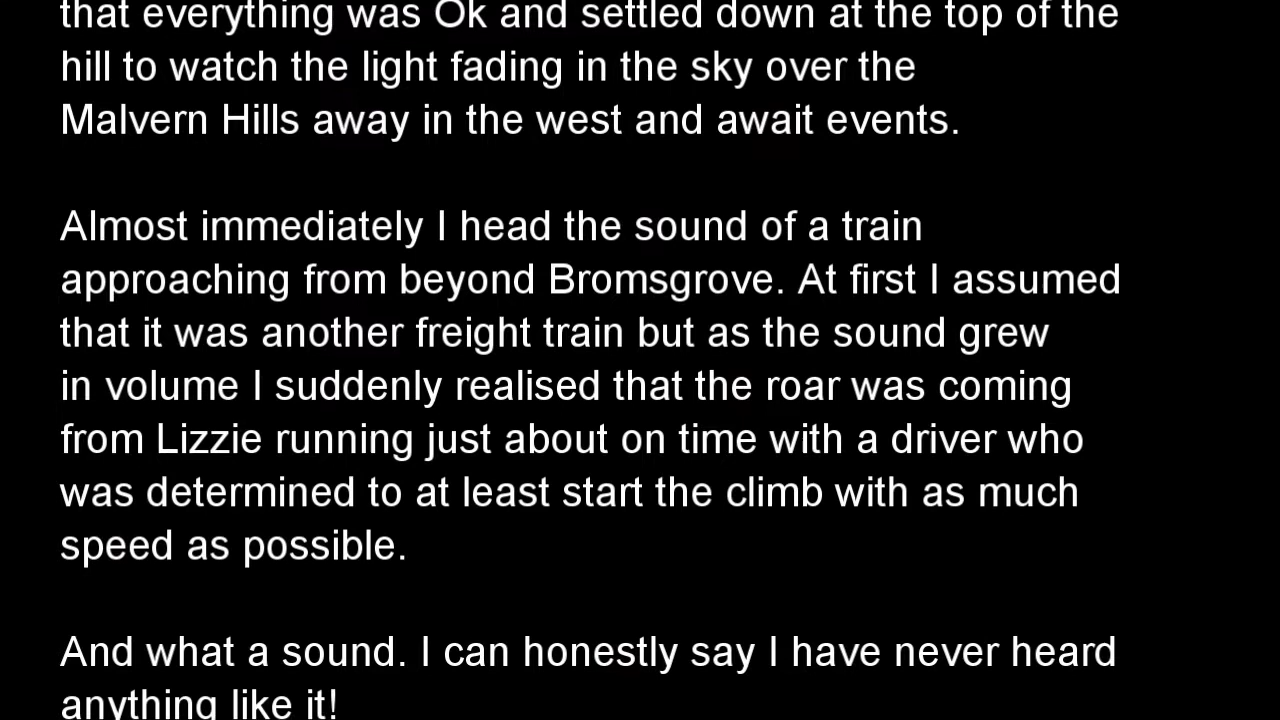 that everything was Ok and settled down at the top of the
hill to watch the light fading in the sky over the
Malvern Hills away in the west and await events.
Almost immediately I head the sound of a train
approaching from beyond Bromsgrove. At first I assumed
that it was another freight train but as the sound grew
in volume I suddenly realised that the roar was coming
from Lizzie running just about on time with a driver who
was determined to at least start the climb with as much
speed as possible.
And what a sound. I can honestly say I have never heard
anything like it!